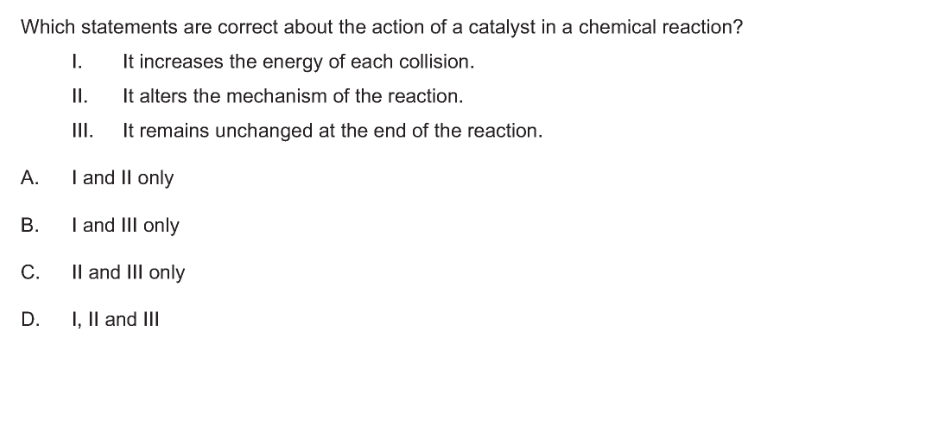 Which statements are correct about the action of a catalyst in a chemical reaction?
I. It increases the energy of each collision.
II. It alters the mechanism of the reaction.
III. It remains unchanged at the end of the reaction.
A. I and II only
B. I and III only
C. II and III only
D. I, II and III